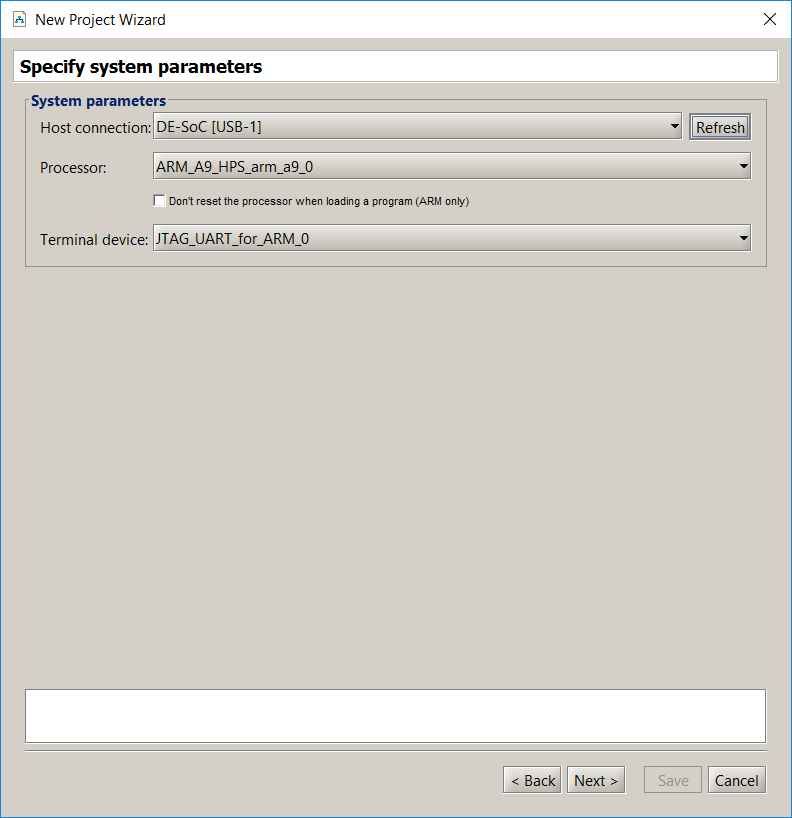 New Project Wizard
Specify system parameters
System parameters
Host connection: DE-SoC [USB-1] Refresh
Processor: ARM_A9_HPS_arm_a9_0
Don't reset the processor when loading a program (ARM only)
Terminal device: JTAG_UART_for_ARM_0
< Back Next > Save Cancel